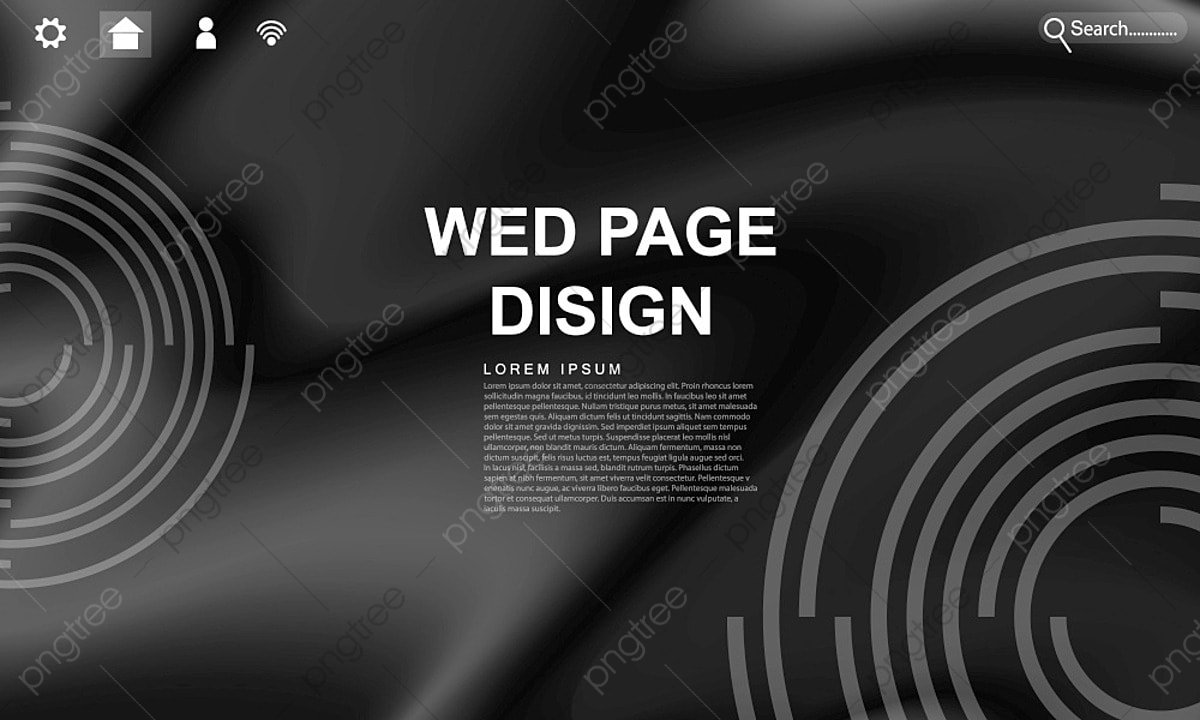 Search............
WED PAGE
DISIGN
LOREM IPSUM
Lorem ipsum dolor sit amet, consectetur adipiscing elit. Proin rhoncus lorem
sollicitudin magna faucibus, id tincidunt leo mollis. In faucibus leo sit amet
pellentesque pellentesque. Nullam tristique purus metus, sit amet malesuada
sem egestas quis. Aliquam dictum felis ut tincidunt sagittis. Nam commodo
dolor sit amet gravida dignissim. Sed imperdiet ipsum aliquet sem tempus
pellentesque. Sed ut metus turpis. Suspendisse placerat leo mollis nisl
ullamcorper, non blandit mauris dictum. Aliquam fermentum, massa non
dictum suscipit, felis risus luctus est, tempus feugiat ligula augue sed orci.
In lacus nisl, facilisis a massa sed, blandit rutrum turpis. Phasellus dictum
sapien at nibh fermentum, sit amet vehicula dui lobortis. Pellentesque v
enenatis nunc augue, ac viverra libero faucibus eget. Pellentesque malesuada
tortor et consequat ullamcorper. Duis accumsan est in nunc vulputate, a
iaculis massa suscipit.
pngtree